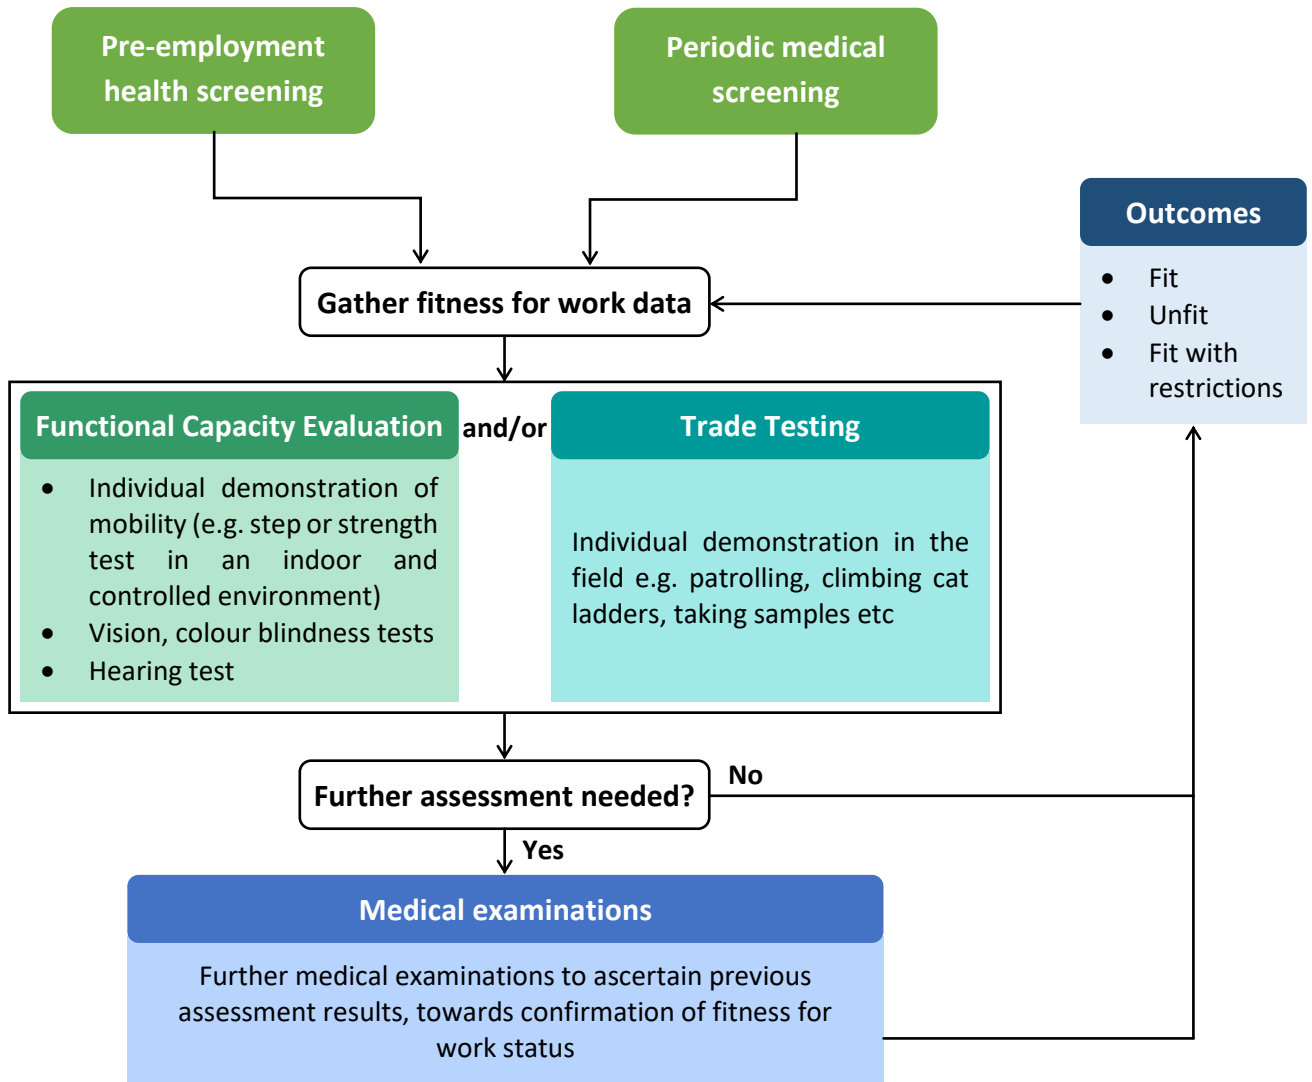 Pre-employment
health screening
Periodic medical
screening
Outcomes
• Fit
• Unfit
• Fit with
restrictions
Gather fitness for work data
Functional Capacity Evaluation
and/or
Trade Testing
• Individual demonstration of
mobility (e.g. step or strength
test in an indoor and
controlled environment)
• Vision, colour blindness tests
• Hearing test
Individual demonstration in the
field e.g. patrolling, climbing cat
ladders, taking samples etc
Further assessment needed?
No
Yes
Medical examinations
Further medical examinations to ascertain previous
assessment results, towards confirmation of fitness for
work status